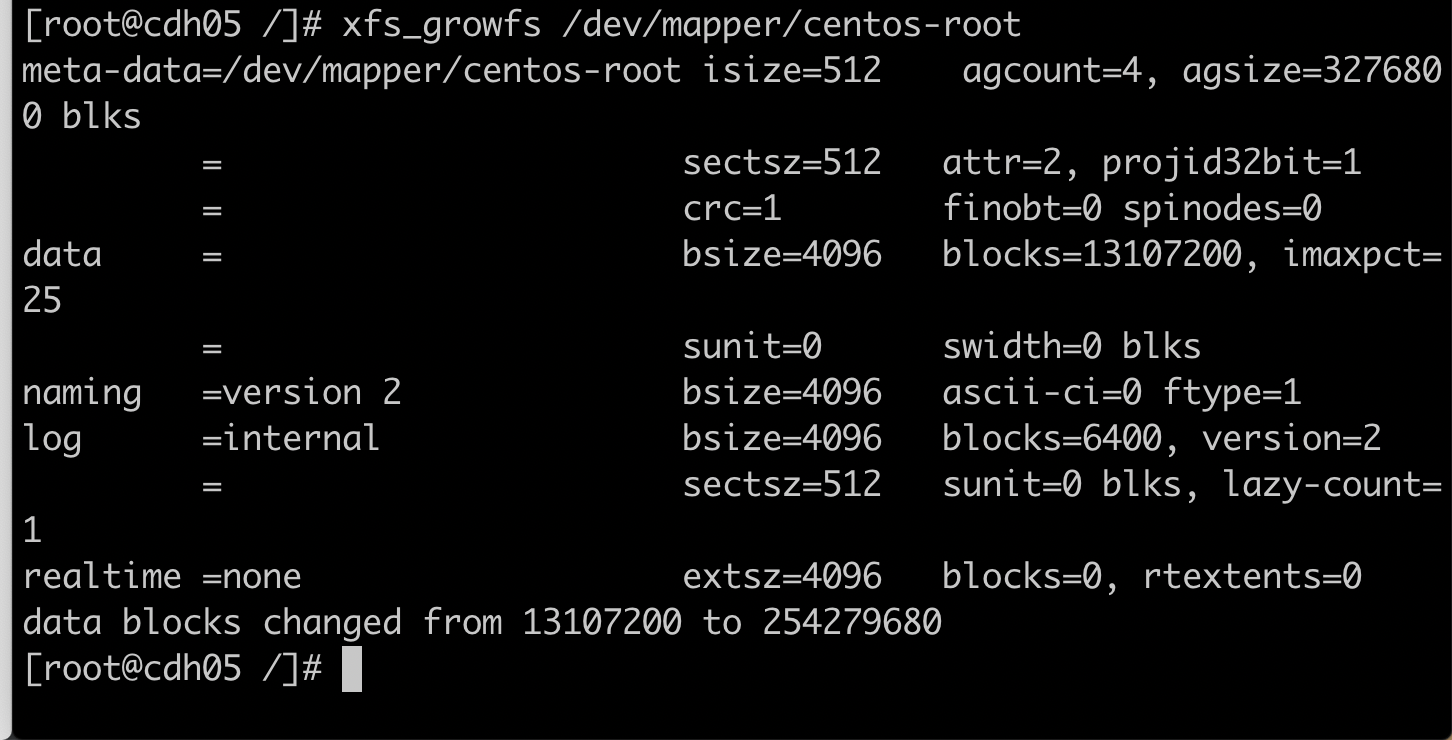 [root@cdh05 /]# xfs_growfs /dev/mapper/centos-root
meta-data=/dev/mapper/centos-root isize=512    agcount=4, agsize=327680
0 blks
         =                       sectsz=512   attr=2, projid32bit=1
         =                       crc=1        finobt=0 spinodes=0
data     =                       bsize=4096   blocks=13107200, imaxpct=
25
         =                       sunit=0      swidth=0 blks
naming   =version 2              bsize=4096   ascii-ci=0 ftype=1
log      =internal               bsize=4096   blocks=6400, version=2
         =                       sectsz=512   sunit=0 blks, lazy-count=
1
realtime =none                   extsz=4096   blocks=0, rtextents=0
data blocks changed from 13107200 to 254279680
[root@cdh05 /]#